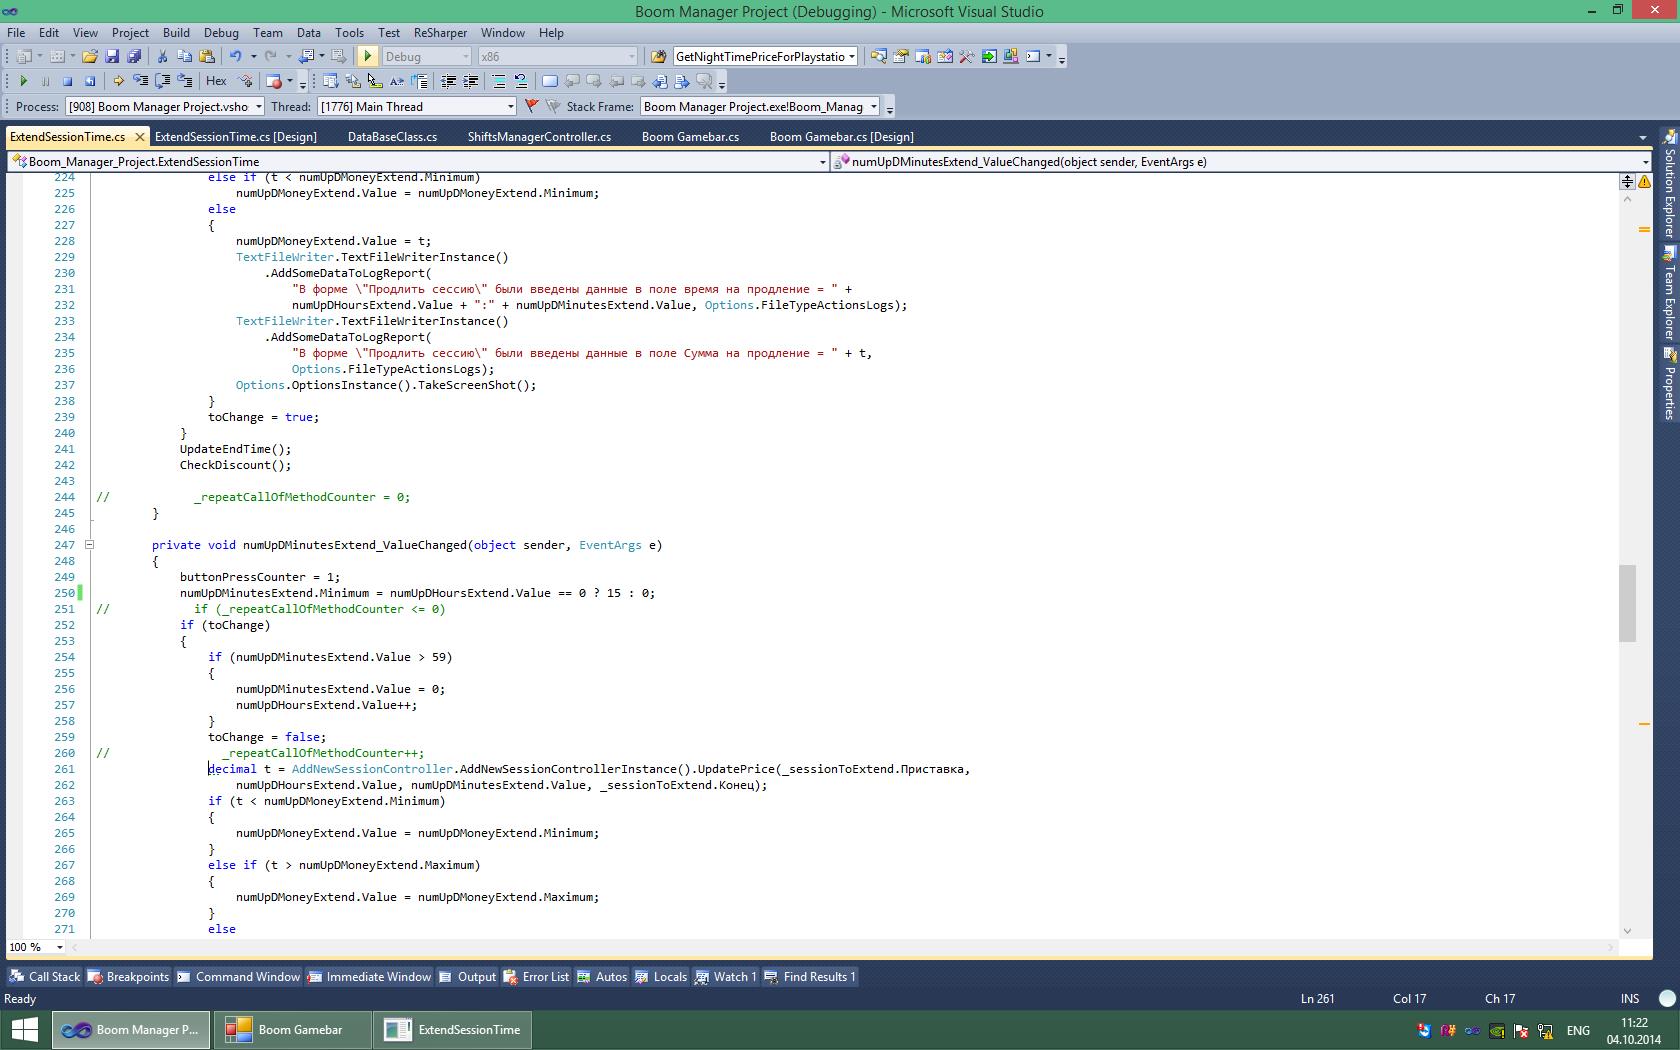 Boom Manager Project (Debugging) - Microsoft Visual Studio
File Edit View Project Build Debug Team Data Tools Test ReSharper Window Help
Debug x86 GetNightTimePriceForPlaystatio
Hex
Process: [908] Boom Manager Project.vsho Thread: [1776] Main Thread Stack Frame: Boom Manager Project.exe!Boom_Manag
ExtendSessionTime.cs ExtendSessionTime.cs [Design] DataBaseClass.cs ShiftsManagerController.cs Boom Gamebar.cs Boom Gamebar.cs [Design]
Boom_Manager_Project.ExtendSessionTime numUpDMinutesExtend_ValueChanged(object sender, EventArgs e)
224 else if (t < numUpDMoneyExtend.Minimum)
225 numUpDMoneyExtend.Value = numUpDMoneyExtend.Minimum;
226 else
227 {
228 numUpDMoneyExtend.Value = t;
229 TextFileWriter.TextFileWriterInstance()
230 .AddSomeDataToLogReport(
231 "В форме \"Продлить сессию\" были введены данные в поле время на продление = " +
232 numUpDHoursExtend.Value + ":" + numUpDMinutesExtend.Value, Options.FileTypeActionsLogs);
233 TextFileWriter.TextFileWriterInstance()
234 .AddSomeDataToLogReport(
235 "В форме \"Продлить сессию\" были введены данные в поле Сумма на продление = " + t,
236 Options.FileTypeActionsLogs);
237 Options.OptionsInstance().TakeScreenShot();
238 }
239 toChange = true;
240 }
241 UpdateEndTime();
242 CheckDiscount();
243
244 // _repeatCallOfMethodCounter = 0;
245 }
246
247 private void numUpDMinutesExtend_ValueChanged(object sender, EventArgs e)
248 {
249 buttonPressCounter = 1;
250 numUpDMinutesExtend.Minimum = numUpDHoursExtend.Value == 0 ? 15 : 0;
251 // if (_repeatCallOfMethodCounter <= 0)
252 if (toChange)
253 {
254 if (numUpDMinutesExtend.Value > 59)
255 {
256 numUpDMinutesExtend.Value = 0;
257 numUpDHoursExtend.Value++;
258 }
259 toChange = false;
260 // _repeatCallOfMethodCounter++;
261 decimal t = AddNewSessionController.AddNewSessionControllerInstance().UpdatePrice(_sessionToExtend.Приставка,
262 numUpDHoursExtend.Value, numUpDMinutesExtend.Value, _sessionToExtend.Конец);
263 if (t < numUpDMoneyExtend.Minimum)
264 {
265 numUpDMoneyExtend.Value = numUpDMoneyExtend.Minimum;
266 }
267 else if (t > numUpDMoneyExtend.Maximum)
268 {
269 numUpDMoneyExtend.Value = numUpDMoneyExtend.Maximum;
270 }
271 else
100 %
Solution Explorer
Team Explorer
Properties
Call Stack Breakpoints Command Window Immediate Window Output Error List Autos Locals Watch 1 Find Results 1
Ready Ln 261 Col 17 Ch 17 INS
Boom Manager P... Boom Gamebar ExtendSessionTime ENG 11:22
04.10.2014